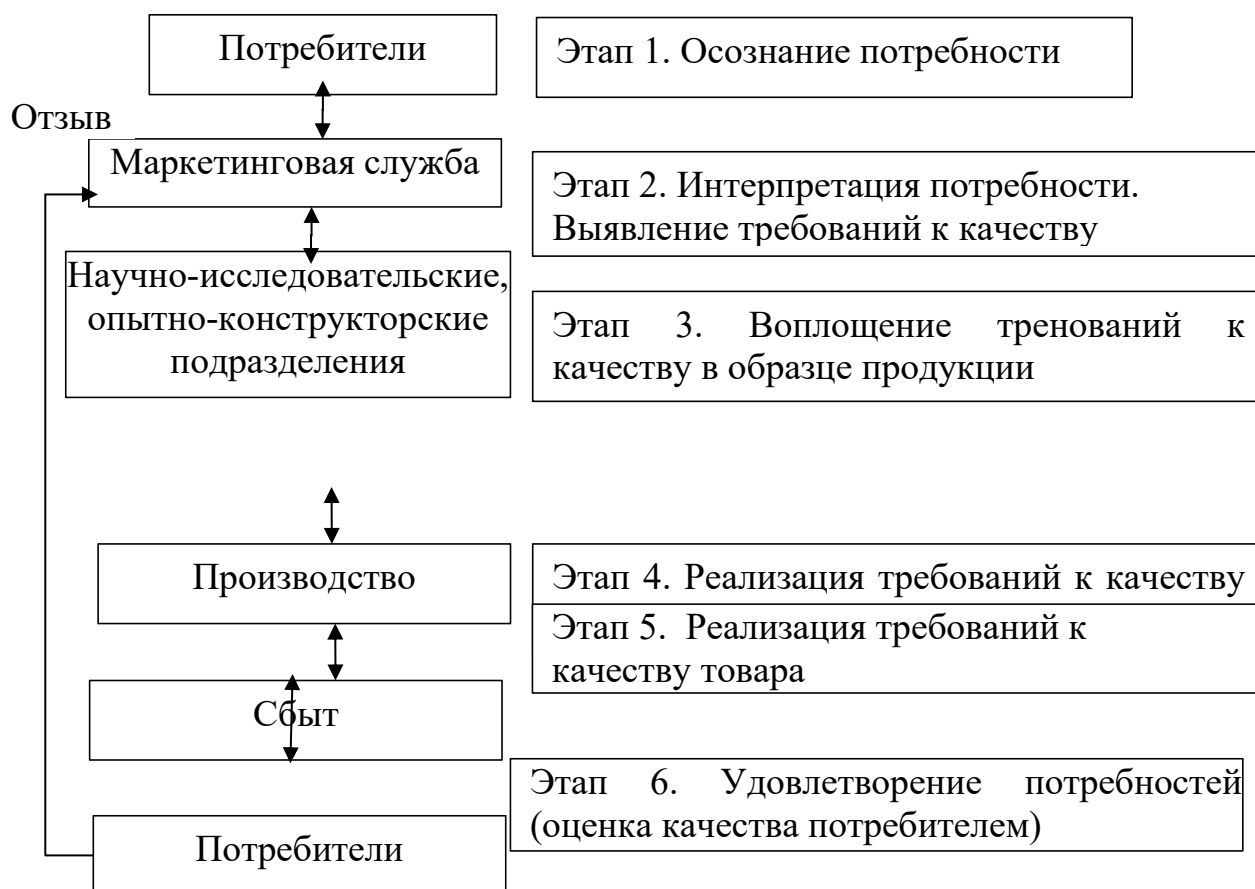 Потребители
Этап 1. Осознание потребности
Отзыв
Маркетинговая служба
Этап 2. Интерпретация потребности.
Выявление требований к качеству
Научно-исследовательские,
опытно-конструкторские
подразделения
Этап 3. Воплощение тренований к
качеству в образце продукции
Производство
Этап 4. Реализация требований к качеству
Этап 5. Реализация требований к
качеству товара
Сбыт
Этап 6. Удовлетворение потребностей
(оценка качества потребителем)
Потребители